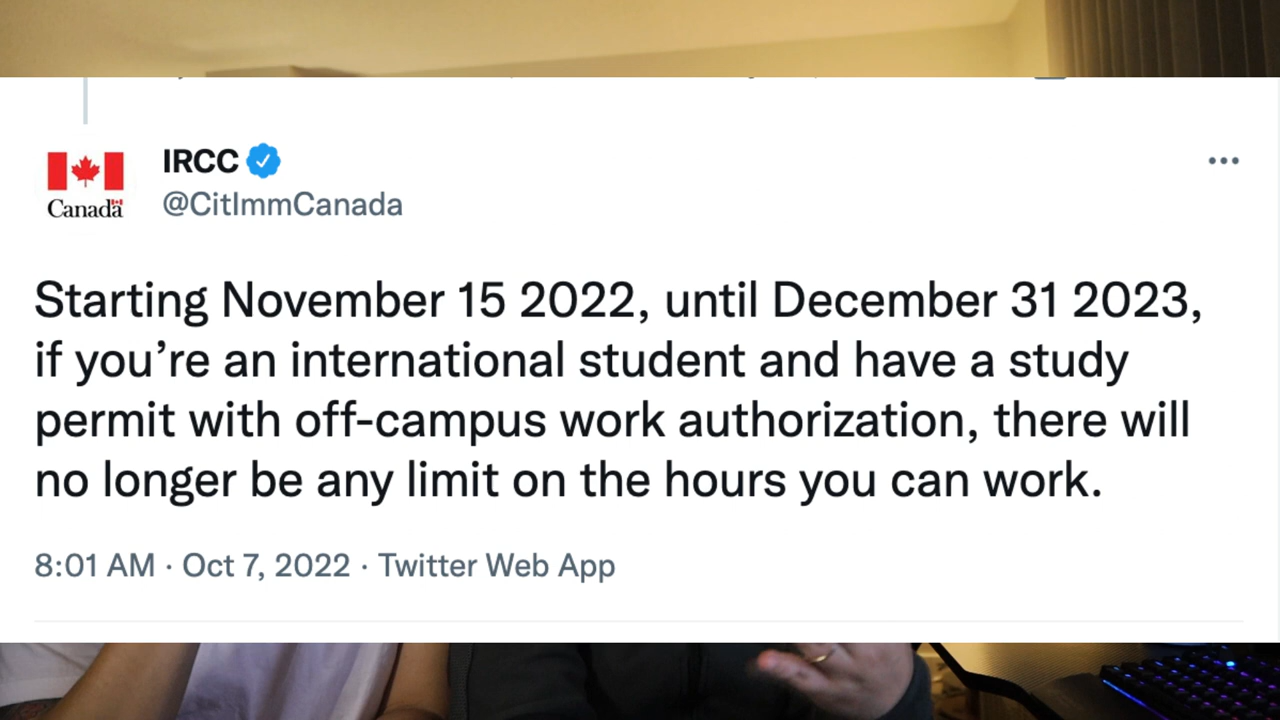 IRCC
@CitImmCanada
Canada
Starting November 15 2022, until December 31 2023,
if you’re an international student and have a study
permit with off-campus work authorization, there will
no longer be any limit on the hours you can work.
8:01 AM · Oct 7, 2022 · Twitter Web App